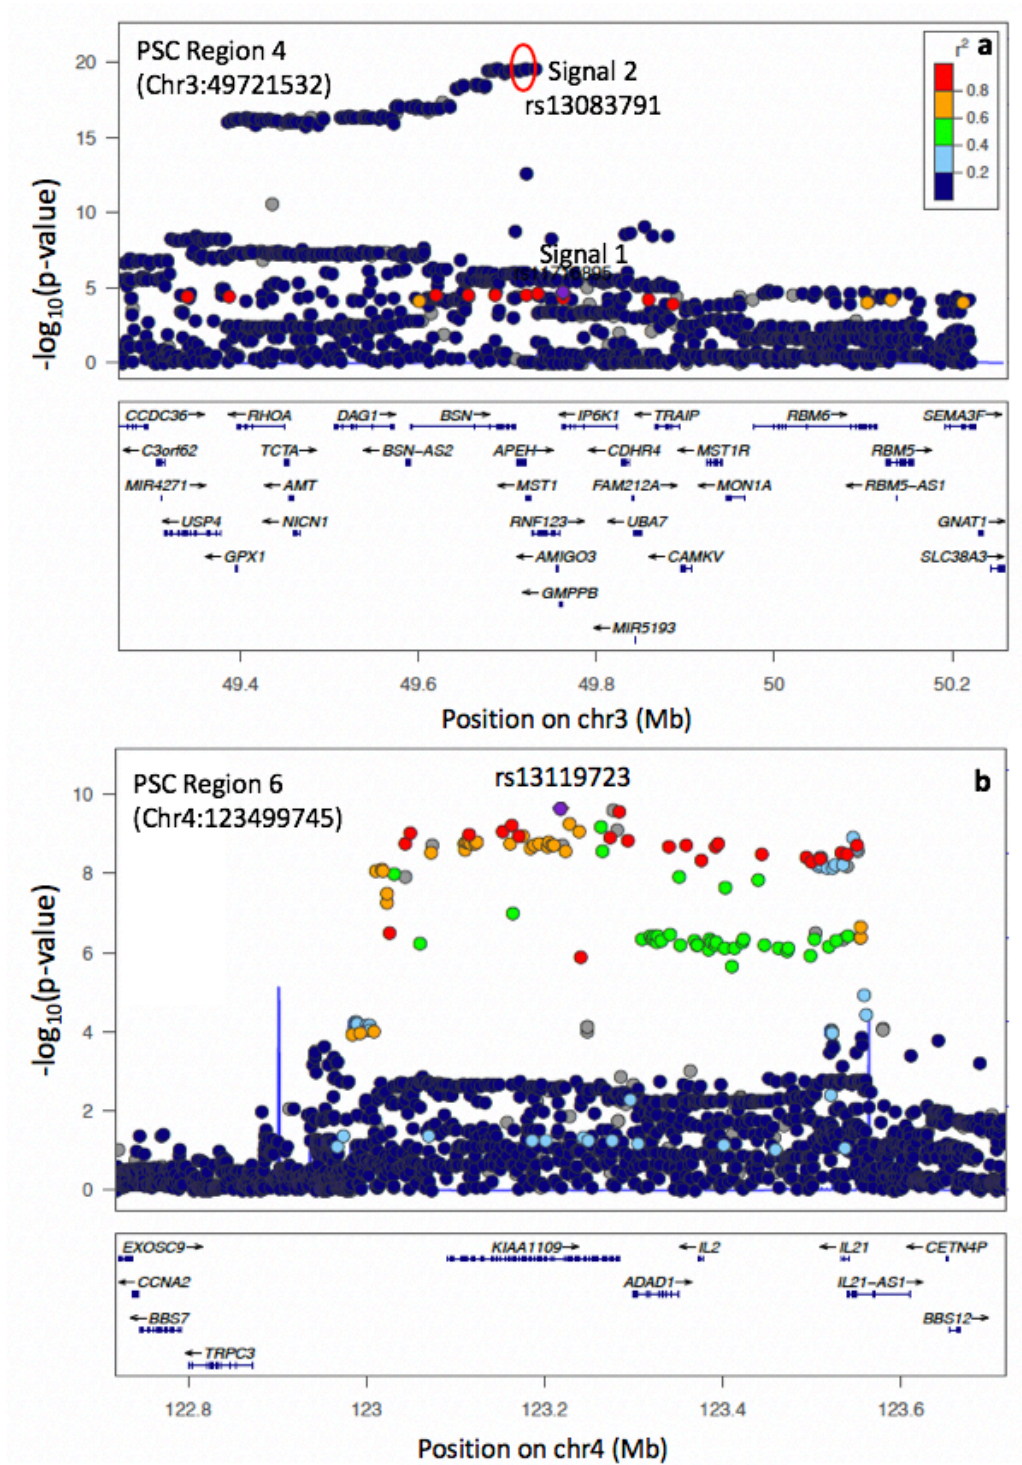 PSC Region 4
(Chr3:49721532)
Signal 2
rs13083791
a
r2
0.8
0.6
0.4
0.2
Signal 1
20
15
10
5
0
-log10(p-value)
CCDC36 RHOA DAG1 BSN IP6K1 TRAIP RBM6 SEMA3F
C3orf62 TCTA BSN-AS2 APEH CDHR4 MST1R RBM5
MIR4271 AMT MST1 FAM212A MON1A RBM5-AS1
USP4 NICN1 RNF123 UBA7 GNAT1
GPX1 AMIGO3 CAMKV SLC38A3
GMPPB
MIR5193
49.4 49.6 49.8 50 50.2
Position on chr3 (Mb)
PSC Region 6
(Chr4:123499745)
rs13119723
b
10
8
6
4
2
0
-log10(p-value)
EXOSC9 KIAA1109 IL2 IL21 CETN4P
CCNA2 ADAD1 IL21-AS1
BBS7 BBS12
TRPC3
122.8 123 123.2 123.4 123.6
Position on chr4 (Mb)